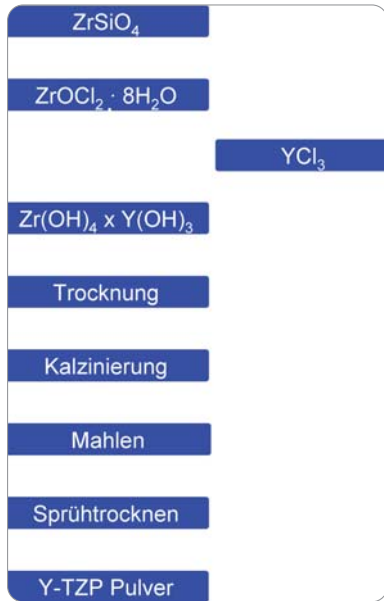 ZrSiO₄
ZrOCl₂ · 8H₂O
YCl₃
Zr(OH)₄ x Y(OH)₃
Trocknung
Kalzinierung
Mahlen
Sprühtrocknen
Y-TZP Pulver